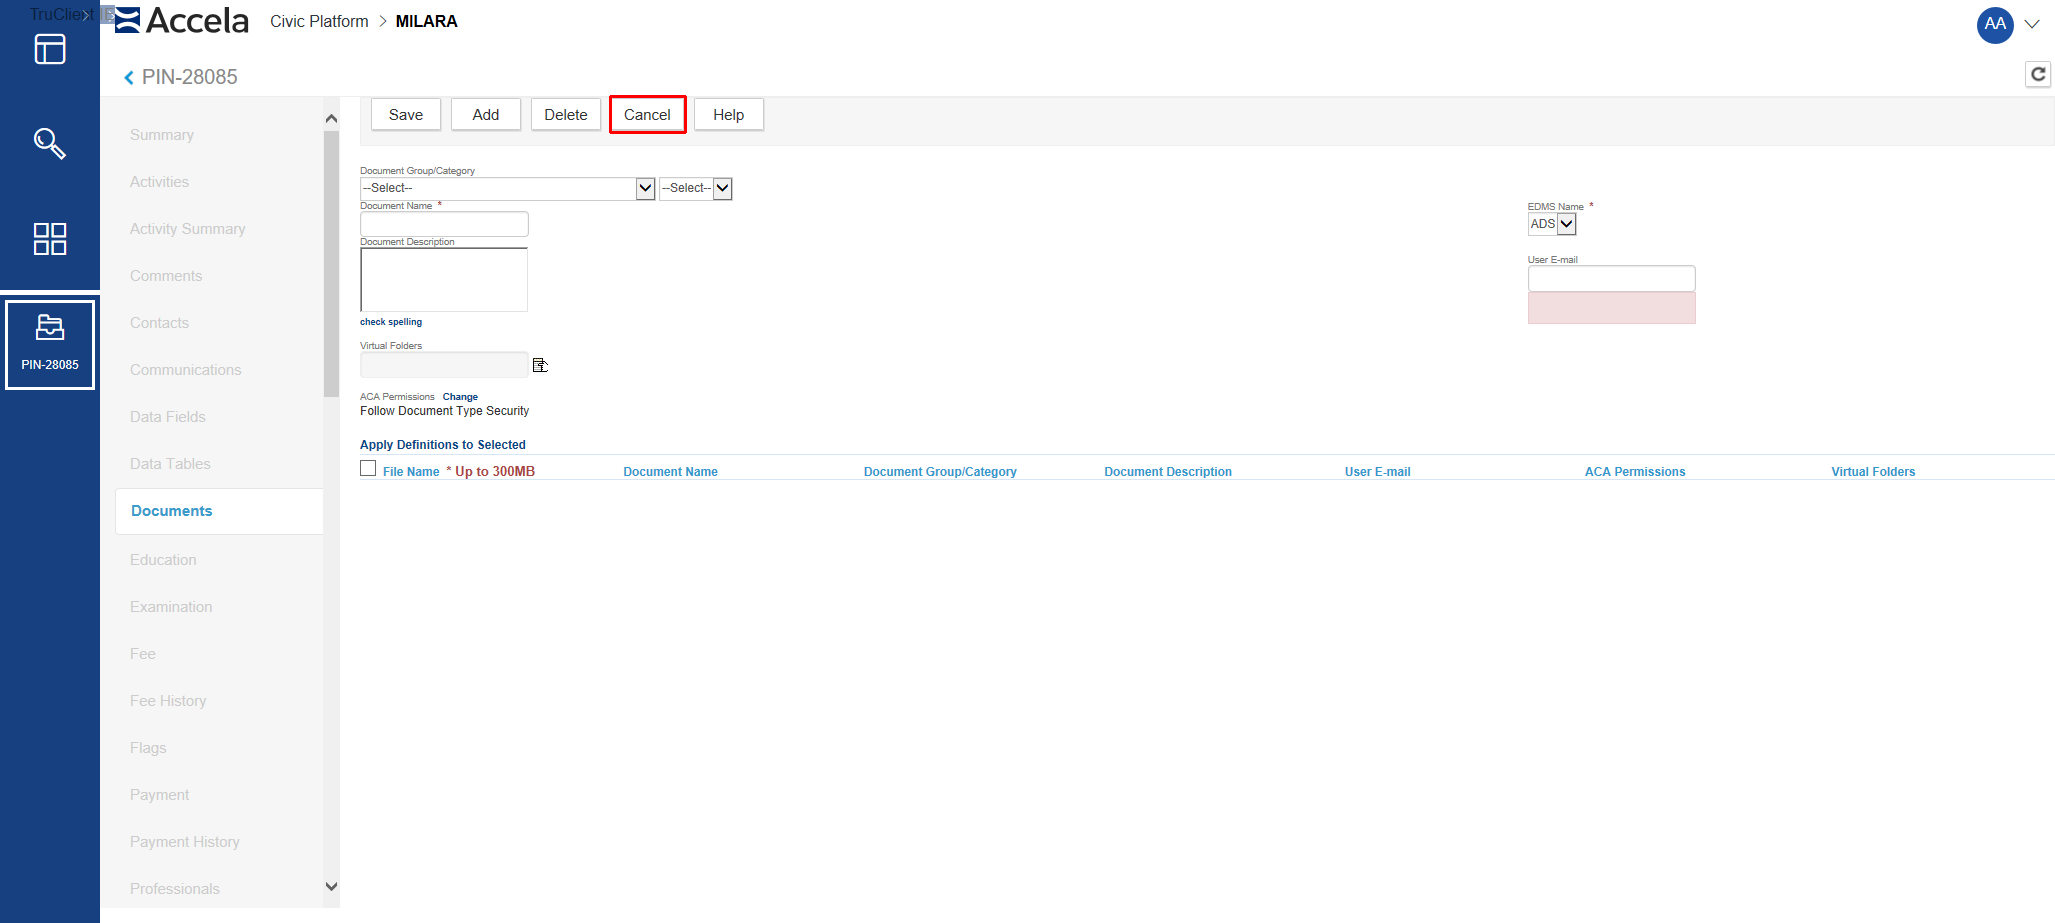 TruClient IE
Accela Civic Platform > MILARA
AA
PIN-28085
Save Add Delete Cancel Help
PIN-28085
Summary
Activities
Activity Summary
Comments
Contacts
Communications
Data Fields
Data Tables
Documents
Education
Examination
Fee
Fee History
Flags
Payment
Payment History
Professionals
Document Group/Category
--Select-- --Select--
Document Name *
Document Description
check spelling
Virtual Folders
ACA Permissions Change
Follow Document Type Security
EDMS Name *
ADS
User E-mail
Apply Definitions to Selected
File Name * Up to 300MB Document Name Document Group/Category Document Description User E-mail ACA Permissions Virtual Folders